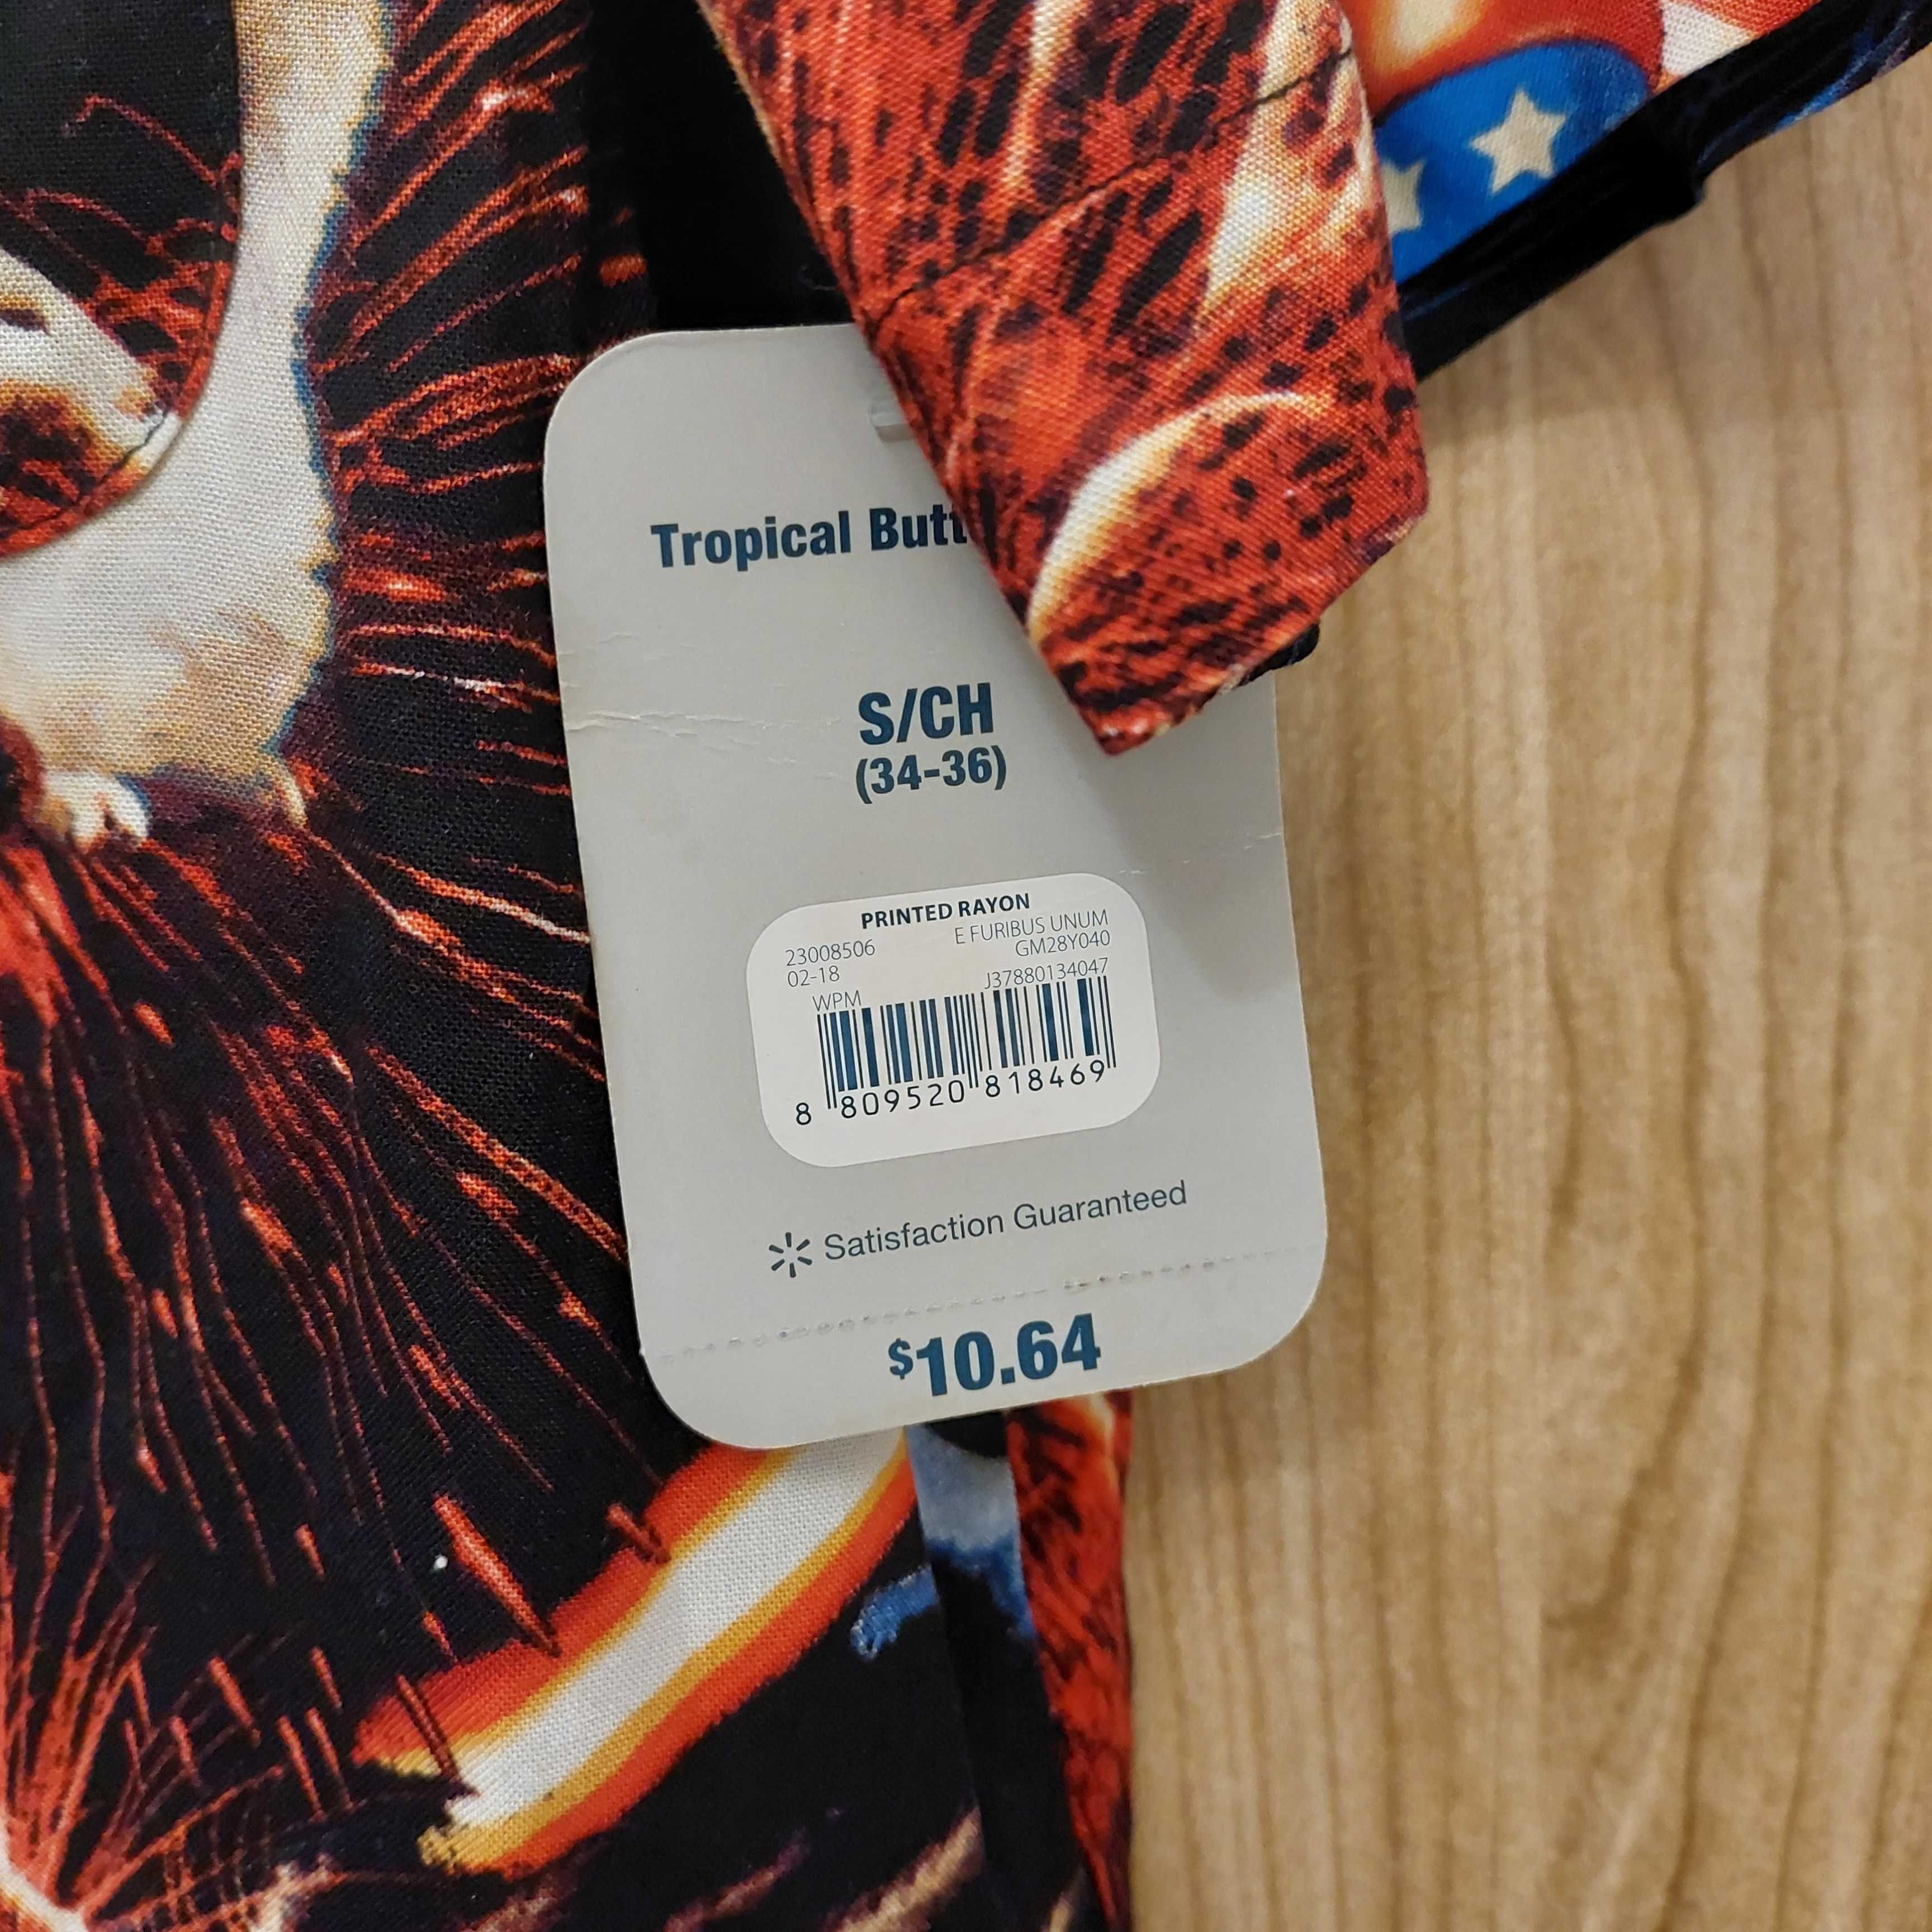 Tropical
S/CH
(34-36)
PRINTED RAYON
23008506 E FURIBUS UNUM
02-18 GM28Y040
WPM J37880134047
8 809520 818469
Satisfaction Guaranteed
$10.64